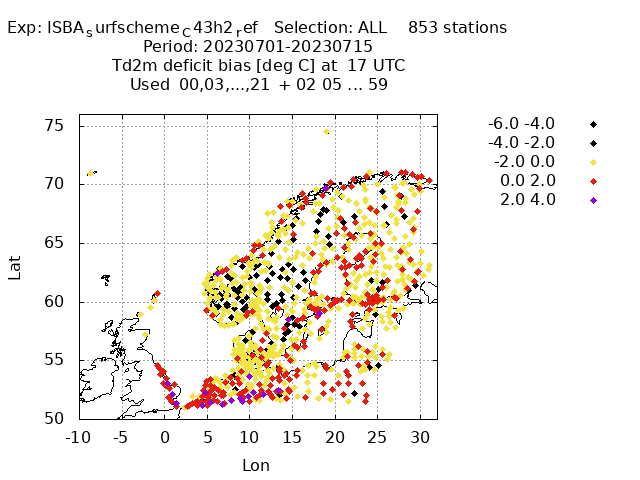 Exp: ISBA_surfscheme_C43h2_ref Selection: ALL 853 stations
Period: 20230701-20230715
Td2m deficit bias [deg C] at 17 UTC
Used 00,03,...,21 + 02 05 ... 59
-6.0 -4.0
-4.0 -2.0
-2.0 0.0
0.0 2.0
2.0 4.0
75
70
65
60
55
50
Lat
-10 -5 0 5 10 15 20 25 30
Lon